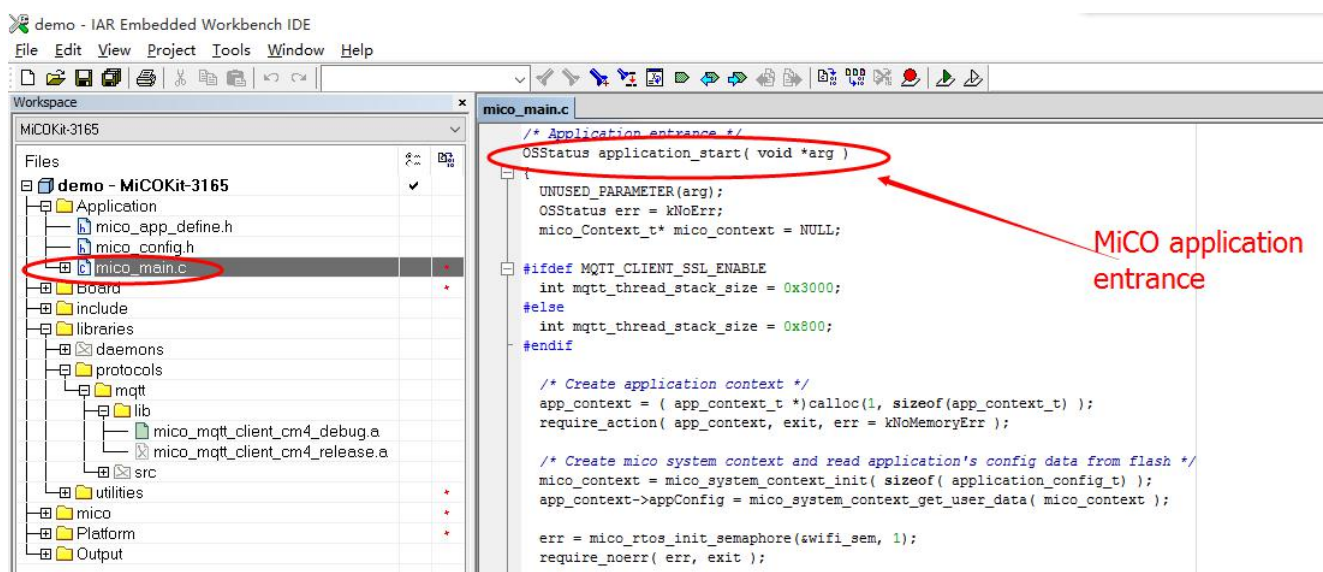 demo - IAR Embedded Workbench IDE
File Edit View Project Tools Window Help
Workspace
MiCOKit-3165
Files
demo - MiCOKit-3165
Application
mico_app_define.h
mico_config.h
mico_main.c
Board
include
libraries
daemons
protocols
mqtt
lib
mico_mqtt_client_cm4_debug.a
mico_mqtt_client_cm4_release.a
src
utilities
mico
Platform
Output
mico_main.c
/* Application entrance */
OSStatus application_start( void *arg )
{
UNUSED_PARAMETER(arg);
OSStatus err = kNoErr;
mico_Context_t* mico_context = NULL;
#ifdef MQTT_CLIENT_SSL_ENABLE
int mqtt_thread_stack_size = 0x3000;
#else
int mqtt_thread_stack_size = 0x800;
#endif
/* Create application context */
app_context = ( app_context_t *)calloc(1, sizeof(app_context_t) );
require_action( app_context, exit, err = kNoMemoryErr );
/* Create mico system context and read application's config data from flash */
mico_context = mico_system_context_init( sizeof( application_config_t) );
app_context->appConfig = mico_system_context_get_user_data( mico_context );
err = mico_rtos_init_semaphore(&wifi_sem, 1);
require_noerr( err, exit );
MiCO application
entrance